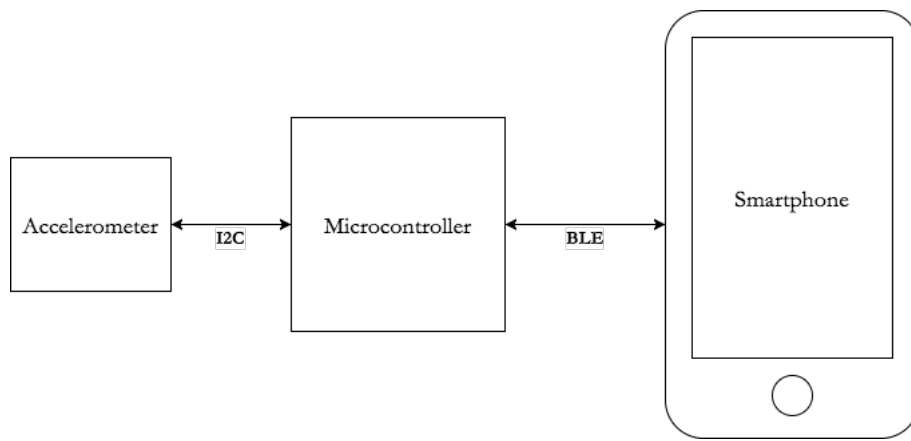 Accelerometer
I2C
Microcontroller
BLE
Smartphone